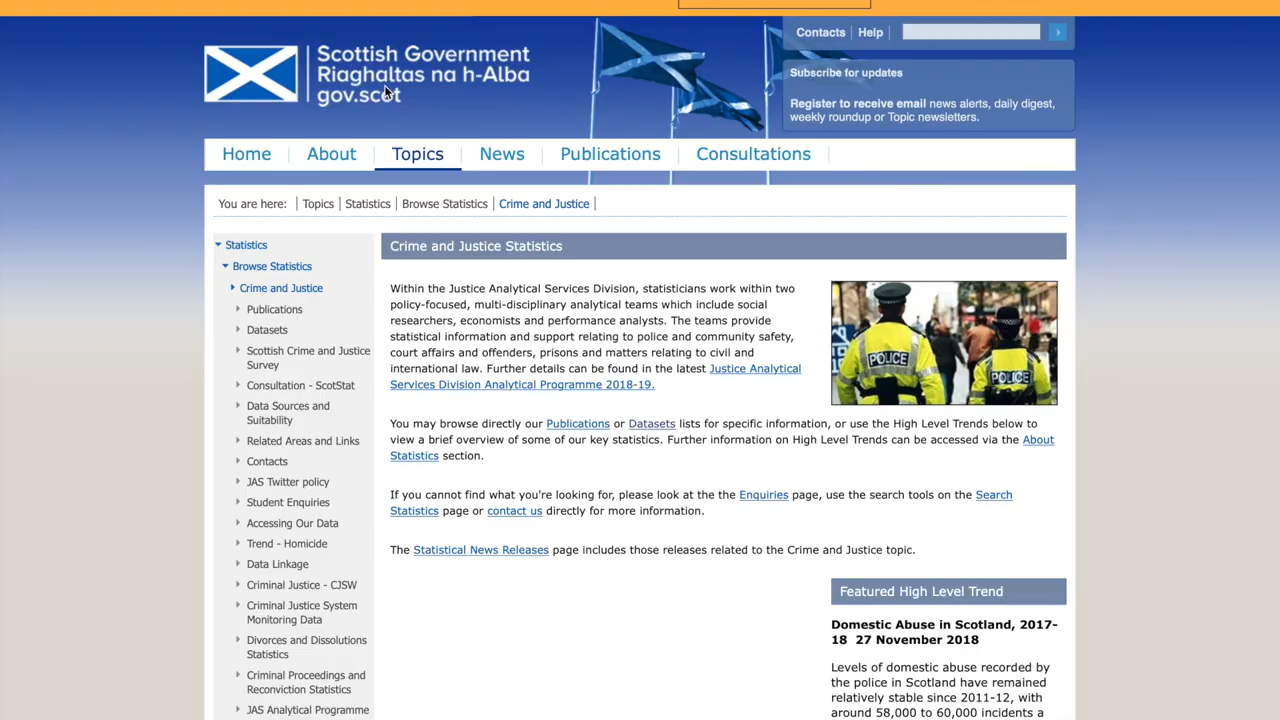 Scottish Government
Riaghaltas na h-Alba
gov.scot
Contacts
Help
Subscribe for updates
Register to receive email news alerts, daily digest,
weekly roundup or Topic newsletters.
Home
About
Topics
News
Publications
Consultations
You are here:
Topics
Statistics
Browse Statistics
Crime and Justice
Statistics
Browse Statistics
Crime and Justice
Publications
Datasets
Scottish Crime and Justice
Survey
Consultation - ScotStat
Data Sources and
Suitability
Related Areas and Links
Contacts
JAS Twitter policy
Student Enquiries
Accessing Our Data
Trend - Homicide
Data Linkage
Criminal Justice - CJSW
Criminal Justice System
Monitoring Data
Divorces and Dissolutions
Statistics
Criminal Proceedings and
Reconviction Statistics
JAS Analytical Programme
Crime and Justice Statistics
Within the Justice Analytical Services Division, statisticians work within two
policy-focused, multi-disciplinary analytical teams which include social
researchers, economists and performance analysts. The teams provide
statistical information and support relating to police and community safety,
court affairs and offenders, prisons and matters relating to civil and
international law. Further details can be found in the latest Justice Analytical
Services Division Analytical Programme 2018-19.
POLICE
POLICE
You may browse directly our Publications or Datasets lists for specific information, or use the High Level Trends below to
view a brief overview of some of our key statistics. Further information on High Level Trends can be accessed via the About
Statistics section.
If you cannot find what you're looking for, please look at the the Enquiries page, use the search tools on the Search
Statistics page or contact us directly for more information.
The Statistical News Releases page includes those releases related to the Crime and Justice topic.
Featured High Level Trend
Domestic Abuse in Scotland, 2017-
18 27 November 2018
Levels of domestic abuse recorded by
the police in Scotland have remained
relatively stable since 2011-12, with
around 58,000 to 60,000 incidents a